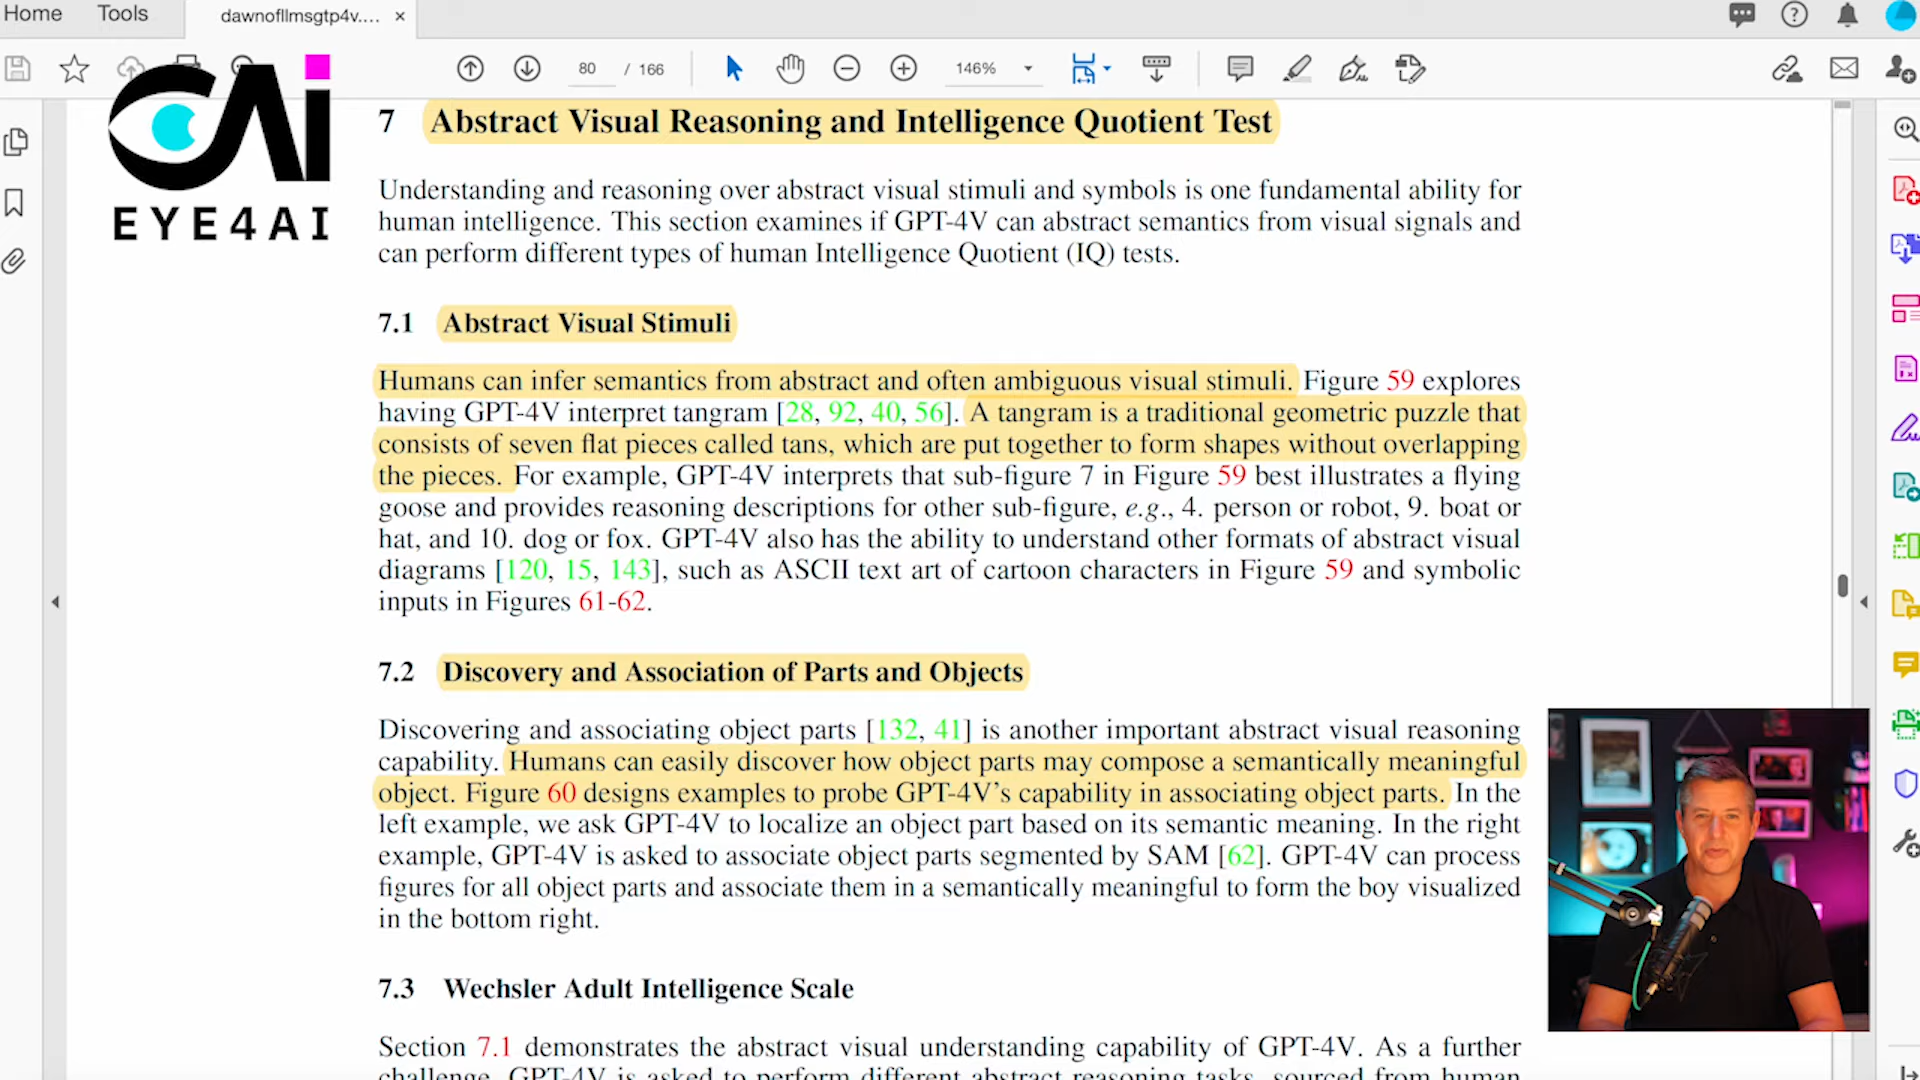 Home Tools dawnofllmsgtp4v.... ×
80 / 166 146%
EYE4AI
7 Abstract Visual Reasoning and Intelligence Quotient Test
Understanding and reasoning over abstract visual stimuli and symbols is one fundamental ability for
human intelligence. This section examines if GPT-4V can abstract semantics from visual signals and
can perform different types of human Intelligence Quotient (IQ) tests.
7.1 Abstract Visual Stimuli
Humans can infer semantics from abstract and often ambiguous visual stimuli. Figure 59 explores
having GPT-4V interpret tangram [28, 92, 40, 56]. A tangram is a traditional geometric puzzle that
consists of seven flat pieces called tans, which are put together to form shapes without overlapping
the pieces. For example, GPT-4V interprets that sub-figure 7 in Figure 59 best illustrates a flying
goose and provides reasoning descriptions for other sub-figure, e.g., 4. person or robot, 9. boat or
hat, and 10. dog or fox. GPT-4V also has the ability to understand other formats of abstract visual
diagrams [120, 15, 143], such as ASCII text art of cartoon characters in Figure 59 and symbolic
inputs in Figures 61-62.
7.2 Discovery and Association of Parts and Objects
Discovering and associating object parts [132, 41] is another important abstract visual reasoning
capability. Humans can easily discover how object parts may compose a semantically meaningful
object. Figure 60 designs examples to probe GPT-4V's capability in associating object parts. In the
left example, we ask GPT-4V to localize an object part based on its semantic meaning. In the right
example, GPT-4V is asked to associate object parts segmented by SAM [62]. GPT-4V can process
figures for all object parts and associate them in a semantically meaningful to form the boy visualized
in the bottom right.
7.3 Wechsler Adult Intelligence Scale
Section 7.1 demonstrates the abstract visual understanding capability of GPT-4V. As a further
challenge, GPT-4V is asked to perform different abstract reasoning tasks, sourced from human